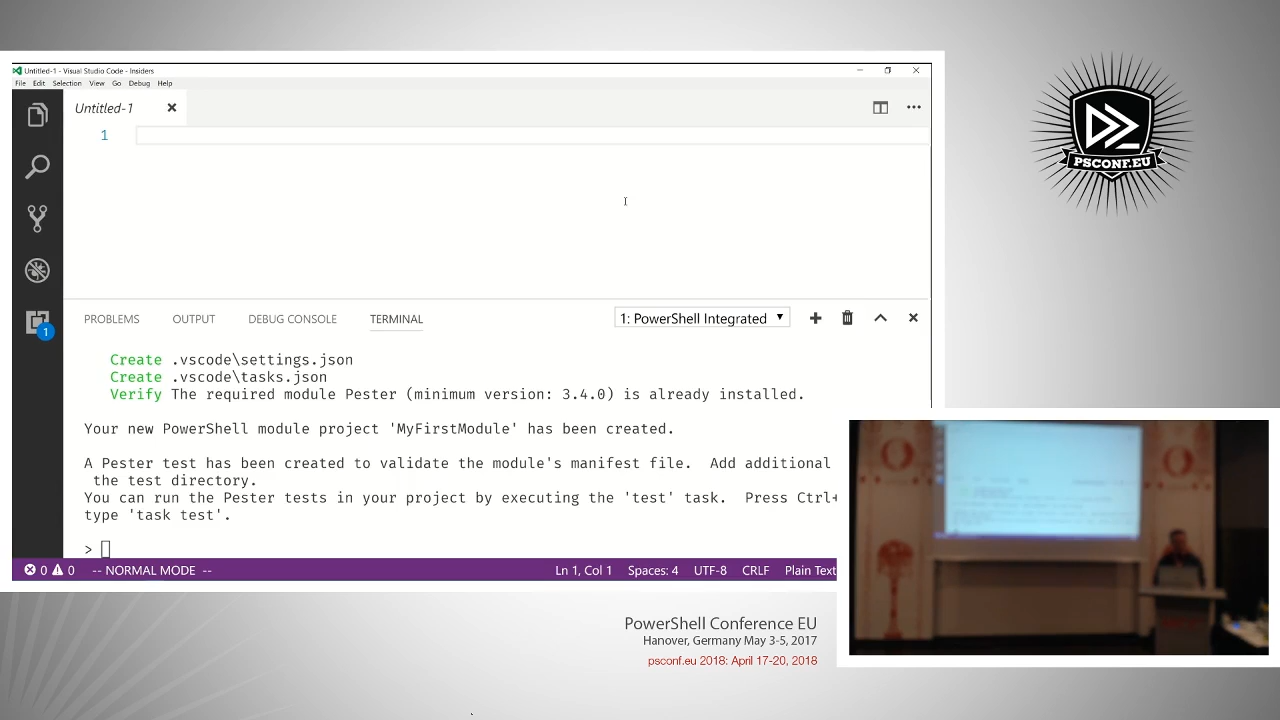 Untitled-1 - Visual Studio Code - Insiders
File Edit Selection View Go Debug Help
Untitled-1
1
PROBLEMS OUTPUT DEBUG CONSOLE TERMINAL 1: PowerShell Integrated
1
Create .vscode\settings.json
Create .vscode\tasks.json
Verify The required module Pester (minimum version: 3.4.0) is already installed.
Your new PowerShell module project 'MyFirstModule' has been created.
A Pester test has been created to validate the module's manifest file. Add additional
the test directory.
You can run the Pester tests in your project by executing the 'test' task. Press Ctrl+
type 'task test'.
>
0 0 -- NORMAL MODE -- Ln 1, Col 1 Spaces: 4 UTF-8 CRLF Plain Text
PSCONF.EU
PowerShell Conference EU
Hanover, Germany May 3-5, 2017
psconf.eu 2018: April 17-20, 2018